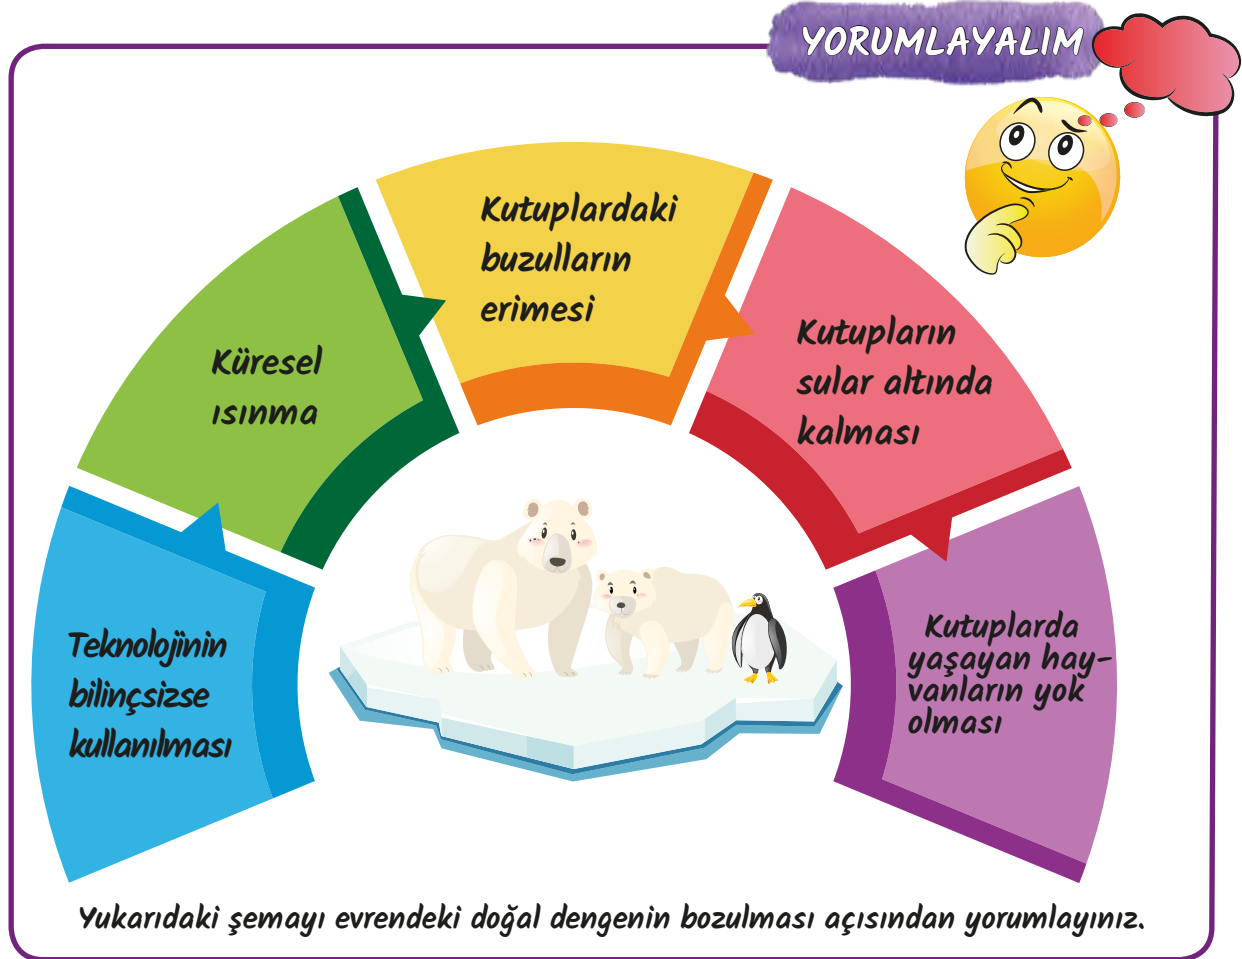 YORUMLAYALIM
Teknolojinin
bilinçsizse
kullanılması
Küresel
ısınma
Kutuplardaki
buzulların
erimesi
Kutupların
sular altında
kalması
Kutuplarda
yaşayan hay-
vanların yok
olması
Yukarıdaki şemayı evrendeki doğal dengenin bozulması açısından yorumlayınız.